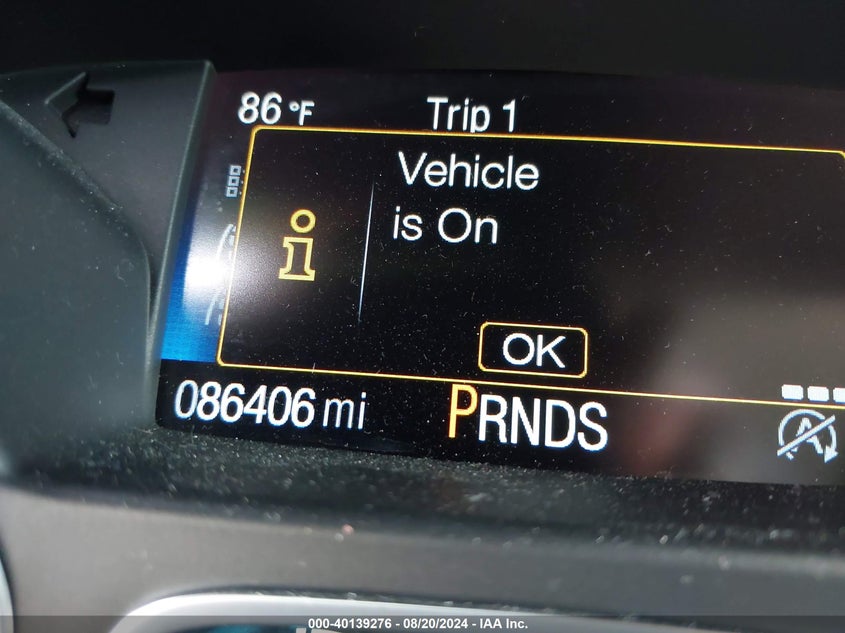 86 °F Trip 1
Vehicle
is On
i
OK
086406 mi PRNDS
A
000-40139276 - 08/20/2024 - IAA Inc.